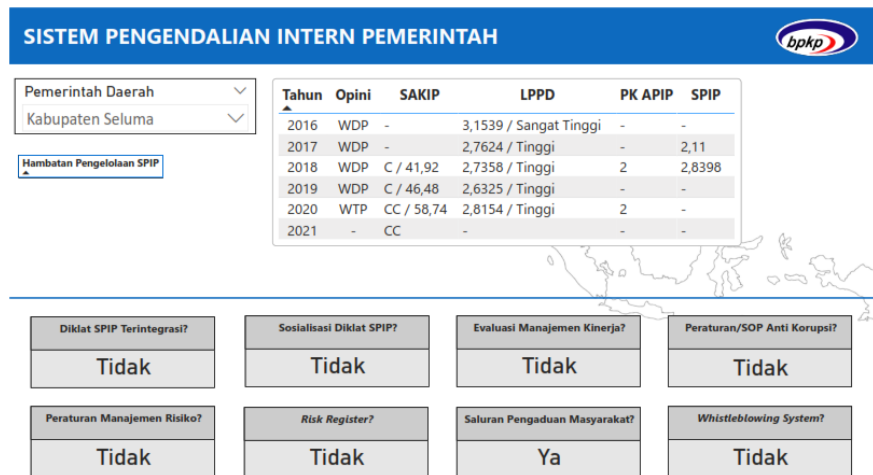 SISTEM PENGENDALIAN INTERN PEMERINTAH
bpkp
Pemerintah Daerah
Kabupaten Seluma
Hambatan Pengelolaan SPIP
Tahun Opini SAKIP LPPD PK APIP SPIP
2016 WDP - 3,1539 / Sangat Tinggi - -
2017 WDP - 2,7624 / Tinggi - 2,11
2018 WDP C / 41,92 2,7358 / Tinggi 2 2,8398
2019 WDP C / 46,48 2,6325 / Tinggi - -
2020 WTP CC / 58,74 2,8154 / Tinggi 2 -
2021 - CC - - -
Diklat SPIP Terintegrasi? Sosialisasi Diklat SPIP? Evaluasi Manajemen Kinerja? Peraturan/SOP Anti Korupsi?
Tidak Tidak Tidak Tidak
Peraturan Manajemen Risiko? Risk Register? Saluran Pengaduan Masyarakat? Whistleblowing System?
Tidak Tidak Ya Tidak